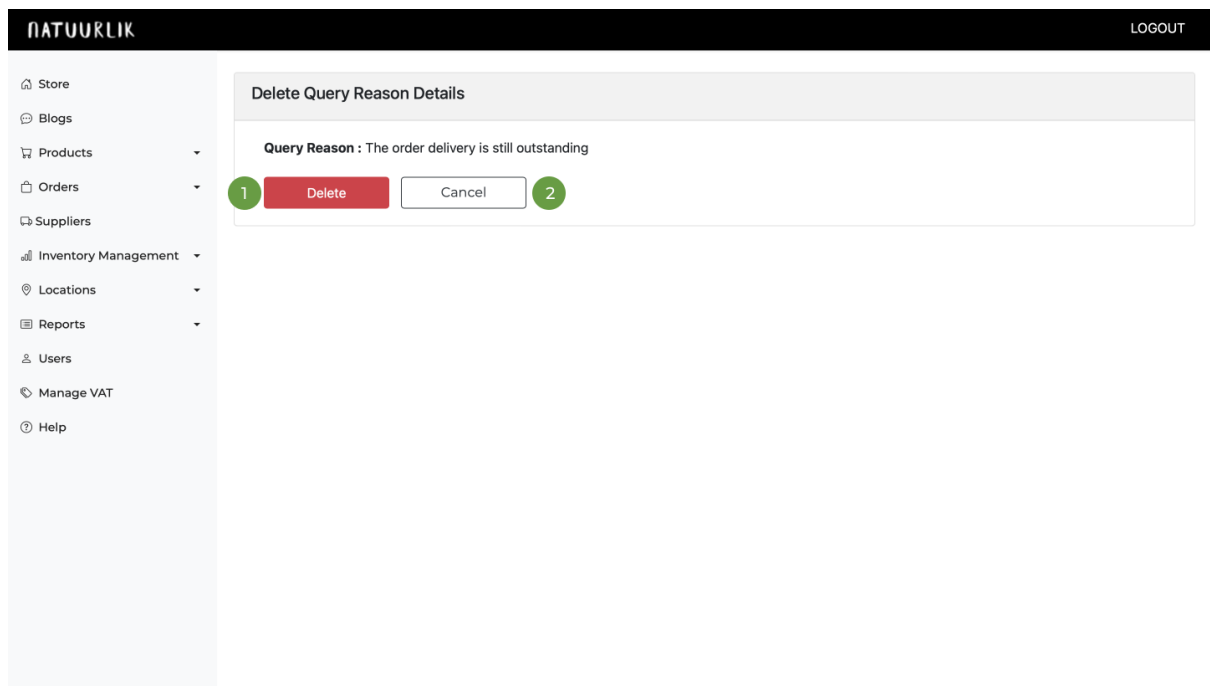 NATUURLIK
LOGOUT
Store
Blogs
Products
Orders
Suppliers
Inventory Management
Locations
Reports
Users
Manage VAT
Help
Delete Query Reason Details
Query Reason : The order delivery is still outstanding
1 Delete Cancel 2